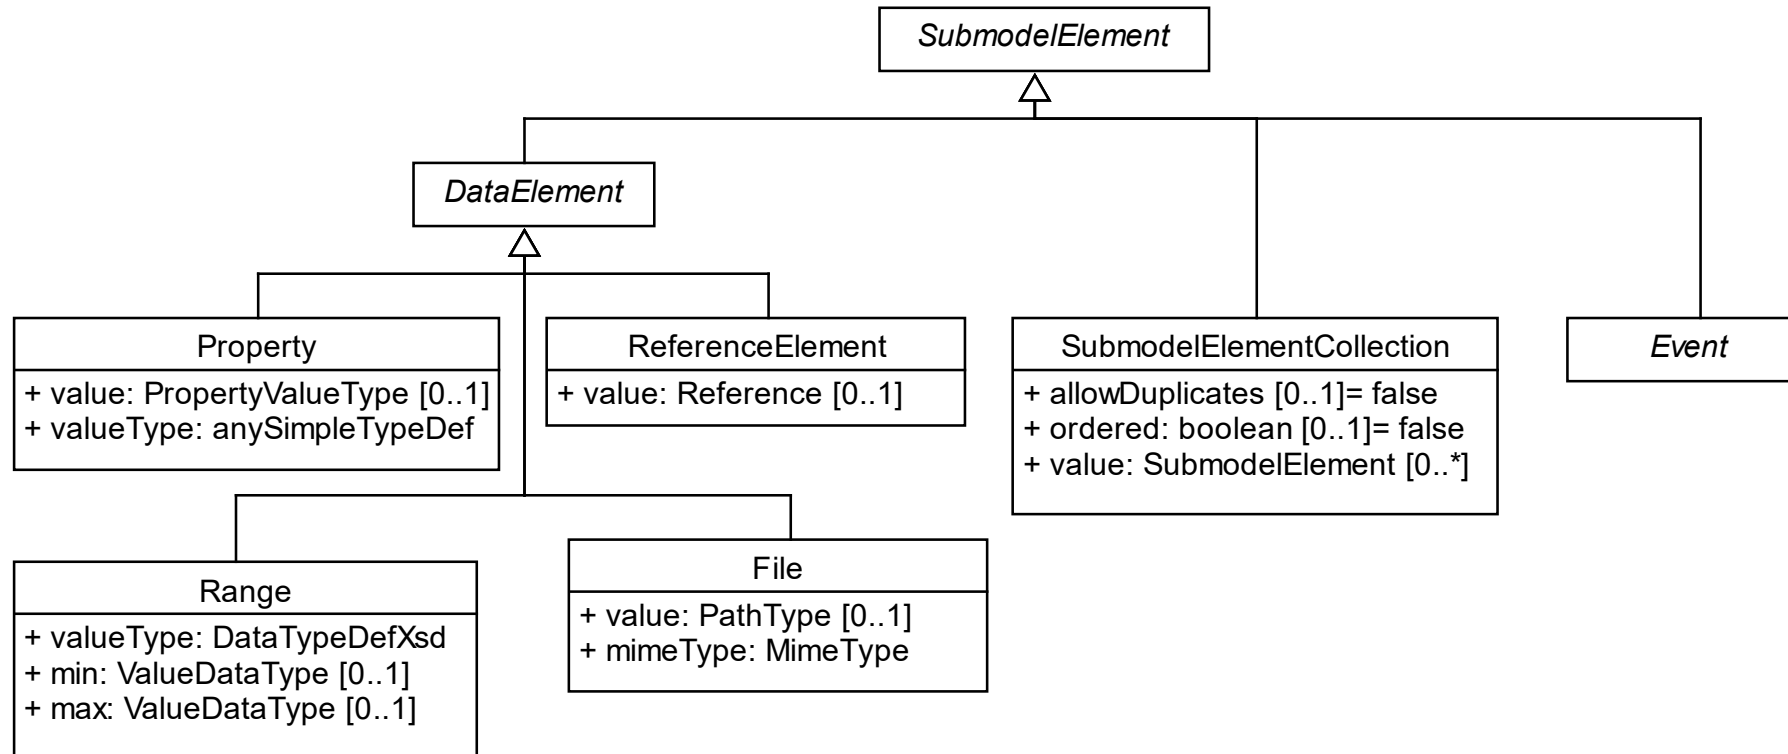 SubmodelElement
DataElement
Property
+ value: PropertyValueType [0..1]
+ valueType: anySimpleTypeDef
ReferenceElement
+ value: Reference [0..1]
SubmodelElementCollection
+ allowDuplicates [0..1]= false
+ ordered: boolean [0..1]= false
+ value: SubmodelElement [0..*]
Event
Range
+ valueType: DataTypeDefXsd
+ min: ValueDataType [0..1]
+ max: ValueDataType [0..1]
File
+ value: PathType [0..1]
+ mimeType: MimeType